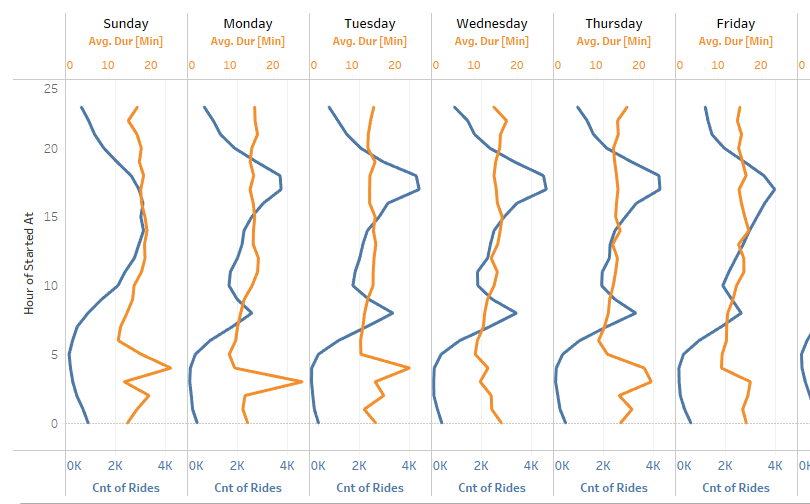 Sunday Monday Tuesday Wednesday Thursday Friday
Avg. Dur [Min] Avg. Dur [Min] Avg. Dur [Min] Avg. Dur [Min] Avg. Dur [Min] Avg. Dur [Min]
0 10 20 0 10 20 0 10 20 0 10 20 0 10 20 0 10 20 0
25
20
15
10
5
0
Hour of Started At
0K 2K 4K 0K 2K 4K 0K 2K 4K 0K 2K 4K 0K 2K 4K 0K 2K 4K 0K
Cnt of Rides Cnt of Rides Cnt of Rides Cnt of Rides Cnt of Rides Cnt of Rides